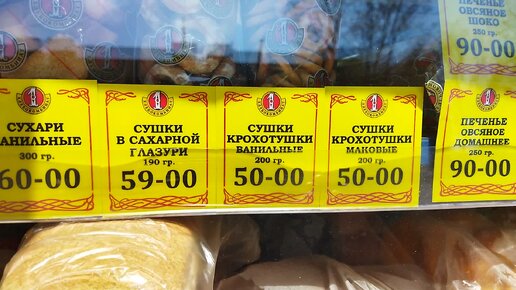 ПЕЧЕНЬЕ
ОВСЯНОЕ
ШОКО
250 гр.
90-00
СУХАРИ
АНИЛЬНЫЕ
300 гр.
60-00
СУШКИ
В САХАРНОЙ
ГЛАЗУРИ
190 гр.
59-00
СУШКИ
КРОХОТУШКИ
ВАНИЛЬНЫЕ
200 гр.
50-00
СУШКИ
КРОХОТУШКИ
МАКОВЫЕ
200 гр.
50-00
ПЕЧЕНЬЕ
ОВСЯНОЕ
ДОМАШНЕЕ
250 гр.
90-00